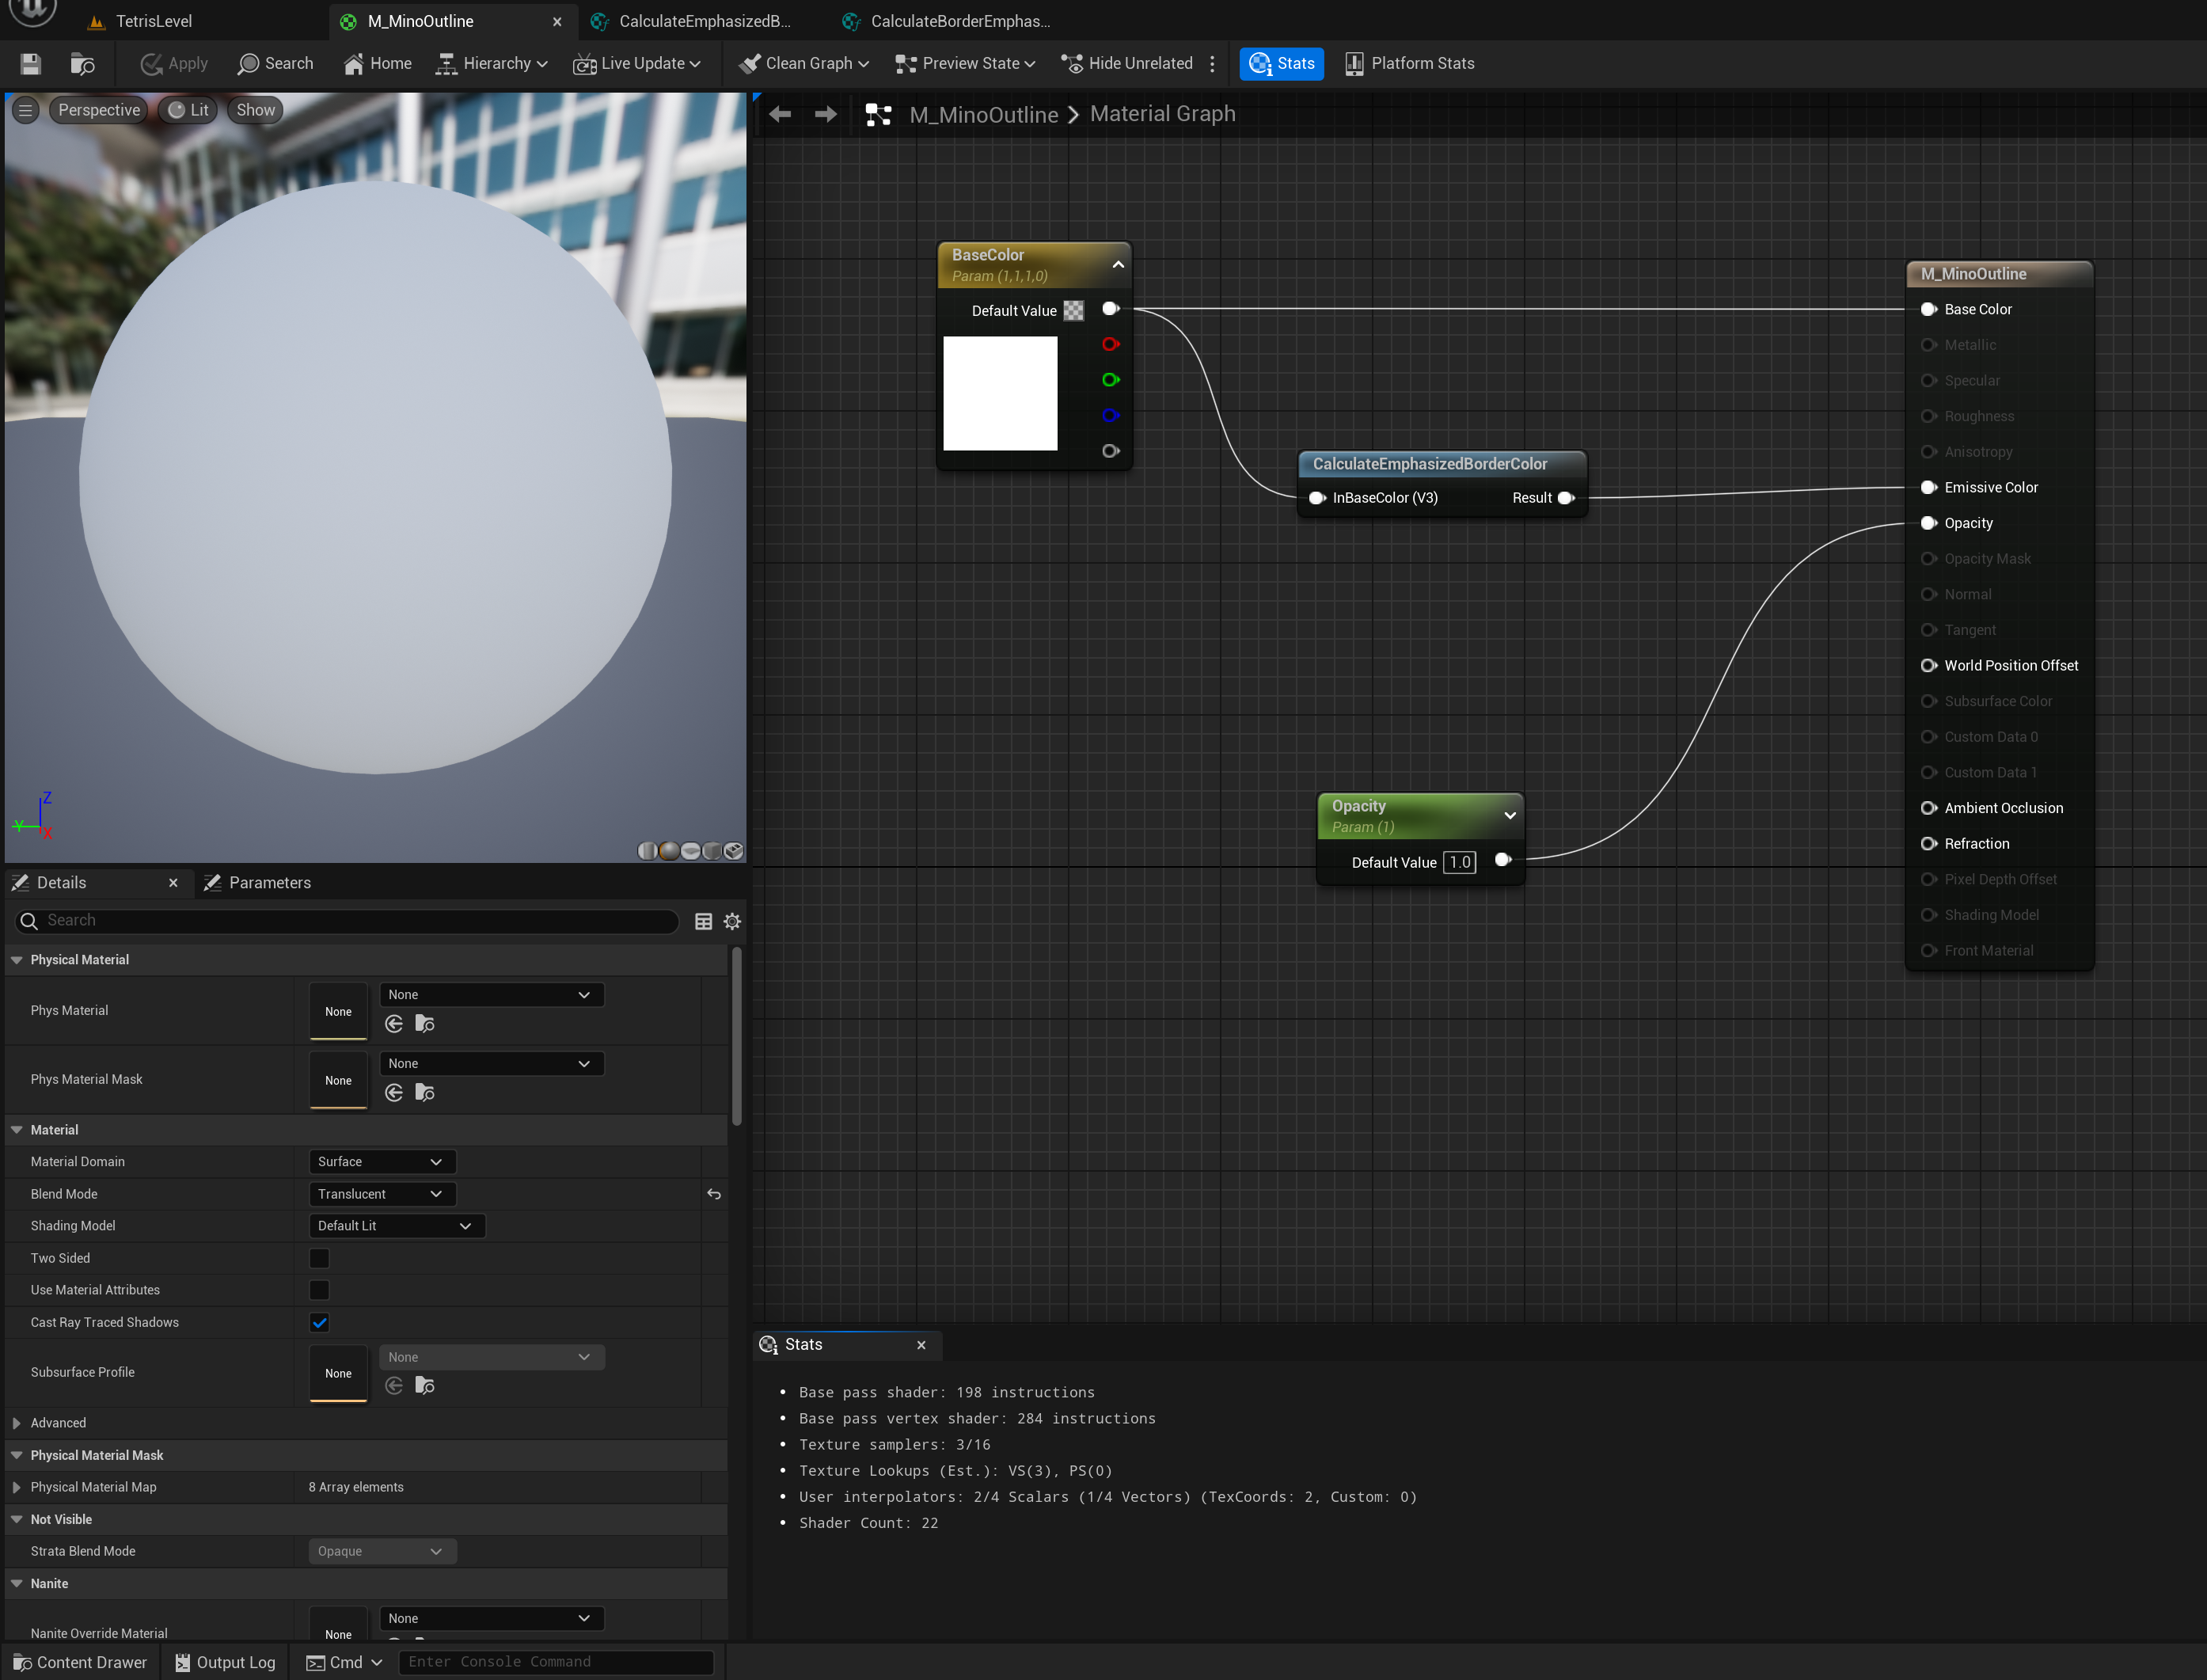 TetrisLevel
M_MinoOutline
CalculateEmphasizedB...
CalculateBorderEmphas...
Apply
Search
Home
Hierarchy
Live Update
Clean Graph
Preview State
Hide Unrelated
Stats
Platform Stats
Perspective
Lit
Show
Z
Y
X
M_MinoOutline
Material Graph
BaseColor
Param (1,1,1,0)
Default Value
CalculateEmphasizedBorderColor
InBaseColor (V3)
Result
Opacity
Param (1)
Default Value 1.0
M_MinoOutline
Base Color
Metallic
Specular
Roughness
Anisotropy
Emissive Color
Opacity
Opacity Mask
Normal
Tangent
World Position Offset
Subsurface Color
Custom Data 0
Custom Data 1
Ambient Occlusion
Refraction
Pixel Depth Offset
Shading Model
Front Material
Details
Parameters
Search
Physical Material
Phys Material
None
None
Phys Material Mask
None
None
Material
Material Domain
Surface
Blend Mode
Translucent
Shading Model
Default Lit
Two Sided
Use Material Attributes
Cast Ray Traced Shadows
Subsurface Profile
None
None
Advanced
Physical Material Mask
Physical Material Map
8 Array elements
Not Visible
Strata Blend Mode
Opaque
Nanite
Nanite Override Material
None
None
Stats
• Base pass shader: 198 instructions
• Base pass vertex shader: 284 instructions
• Texture samplers: 3/16
• Texture Lookups (Est.): VS(3), PS(0)
• User interpolators: 2/4 Scalars (1/4 Vectors) (TexCoords: 2, Custom: 0)
• Shader Count: 22
Content Drawer
Output Log
Cmd
Enter Console Command